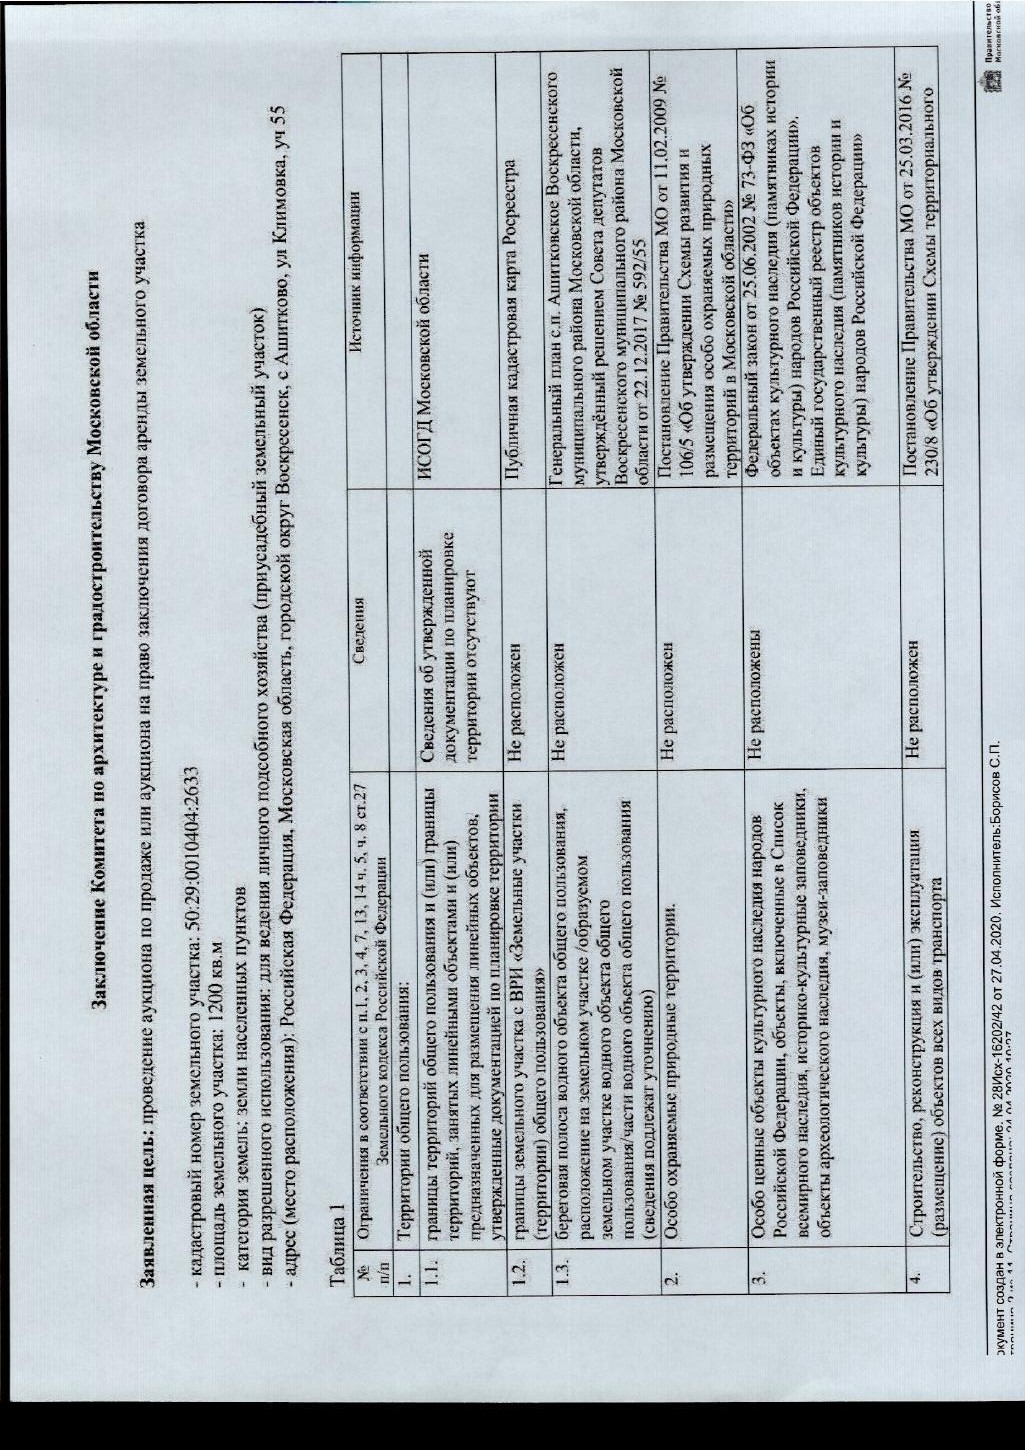 Заключение Комитета по архитектуре и градостроительству Московской области
Заявленная цель: проведение аукциона по продаже или аукциона на право заключения договора аренды земельного участка
- кадастровый номер земельного участка: 50:29:0010404:2633
- площадь земельного участка: 1200 кв.м
- категория земель: земли населенных пунктов
- вид разрешенного использования: для ведения личного подсобного хозяйства (приусадебный земельный участок)
- адрес (место расположения): Российская Федерация, Московская область, городской округ Воскресенск, с Ашитково, ул Климовка, уч 55
Таблица 1
№
п/п
Ограничения в соответствии с п.1, 2, 3, 4, 7, 13, 14 ч. 5, ч. 8 ст.27
Земельного кодекса Российской Федерации
Сведения
Источник информации
1.
Территории общего пользования:
1.1.
границы территорий общего пользования и (или) границы
территорий, занятых линейными объектами и (или)
предназначенных для размещения линейных объектов,
утвержденные документацией по планировке территории
Сведения об утвержденной
документации по планировке
территории отсутствуют
ИСОГД Московской области
1.2.
границы земельного участка с ВРИ «Земельные участки
(территории) общего пользования»
Не расположен
Публичная кадастровая карта Росреестра
1.3.
береговая полоса водного объекта общего пользования,
расположение на земельном участке /образуемом
земельном участке водного объекта общего
пользования/части водного объекта общего пользования
(сведения подлежат уточнению)
Не расположен
Генеральный план с.п. Ашитковское Воскресенского
муниципального района Московской области,
утверждённый решением Совета депутатов
Воскресенского муниципального района Московской
области от 22.12.2017 № 592/55
2.
Особо охраняемые природные территории.
Не расположен
Постановление Правительства МО от 11.02.2009 №
106/5 «Об утверждении Схемы развития и
размещения особо охраняемых природных
территорий в Московской области»
3.
Особо ценные объекты культурного наследия народов
Российской Федерации, объекты, включенные в Список
всемирного наследия, историко-культурные заповедники,
объекты археологического наследия, музеи-заповедники
Не расположены
Федеральный закон от 25.06.2002 № 73-ФЗ «Об
объектах культурного наследия (памятниках истории
и культуры) народов Российской Федерации».
Единый государственный реестр объектов
культурного наследия (памятников истории и
культуры) народов Российской Федерации»
4.
Строительство, реконструкция и (или) эксплуатация
(размещение) объектов всех видов транспорта
Не расположен
Постановление Правительства МО от 25.03.2016 №
230/8 «Об утверждении Схемы территориального
окумент создан в электронной форме. № 28Исх-16202/42 от 27.04.2020. Исполнитель:Борисов С.П.
Правительство
Московской об